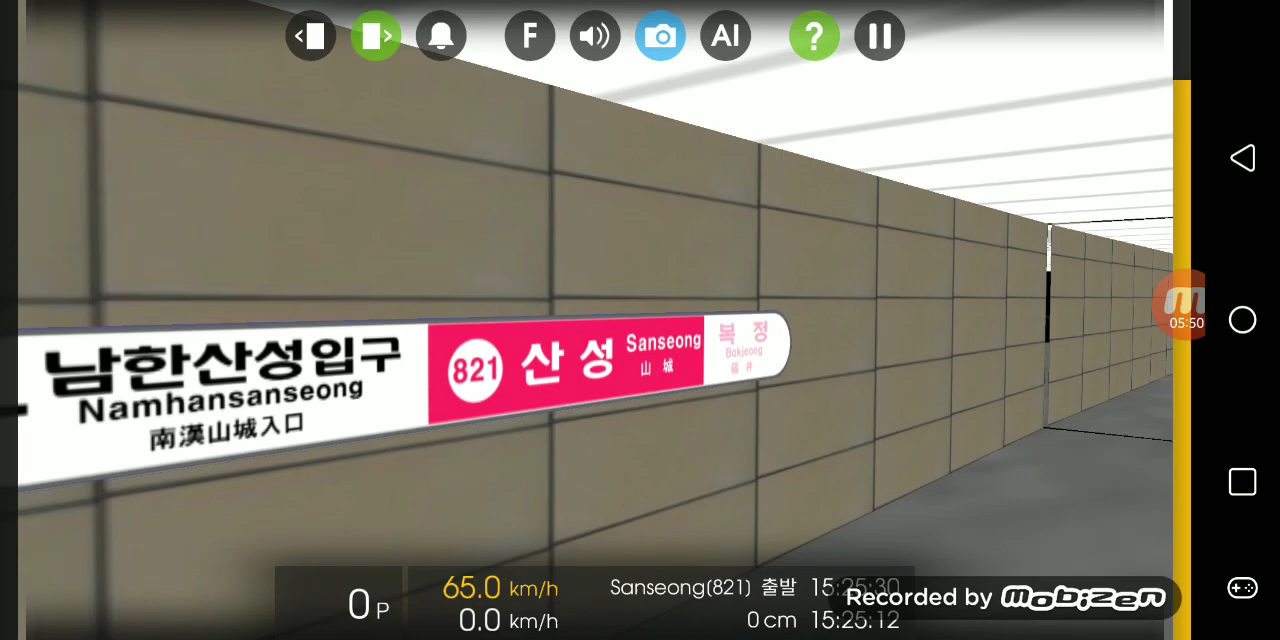 F
AI
?
05:50
남한산성입구
Namhansanseong
南漢山城入口
821
산성
Sanseong
山城
복정
Bokjeong
福井
0 P
65.0 km/h
0.0 km/h
Sanseong(821) 출발 15:25:30
0 cm 15:25:12
Recorded by mobizen